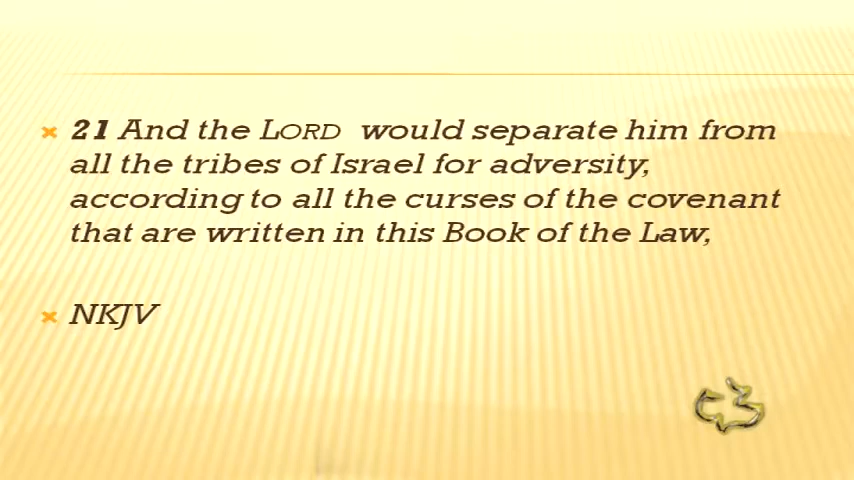 21 And the LORD would separate him from
all the tribes of Israel for adversity,
according to all the curses of the covenant
that are written in this Book of the Law,
NKJV